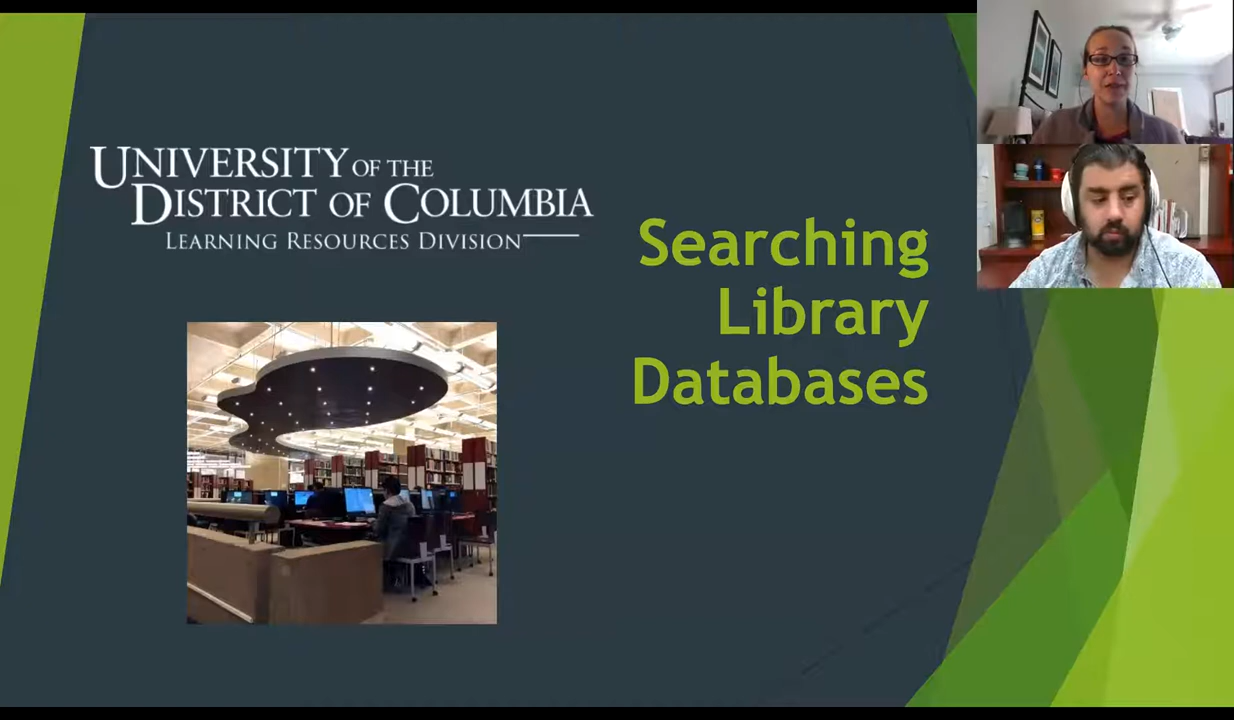 UNIVERSITY OF THE
DISTRICT OF COLUMBIA
LEARNING RESOURCES DIVISION
Searching
Library
Databases